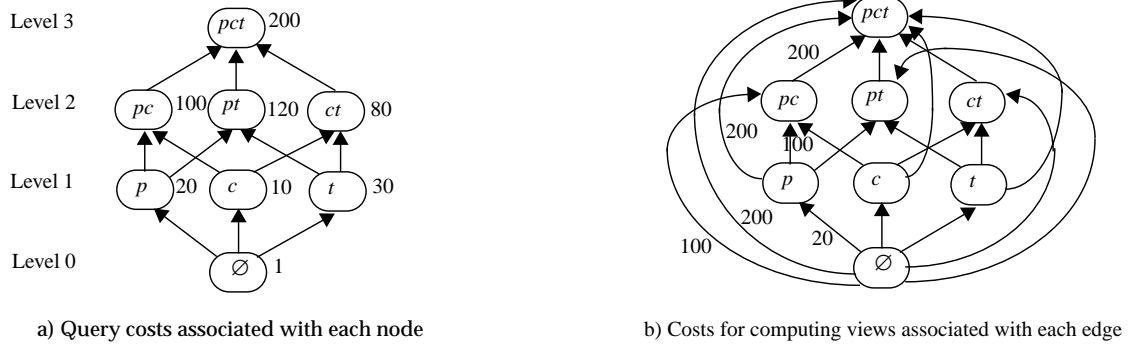 Level 3
pct 200
Level 2
pc 100 pt 120 ct 80
Level 1
p 20 c 10 t 30
Level 0
∅ 1
a) Query costs associated with each node
pct
200
pc pt ct
200
100
p c t
200
20
100
∅
b) Costs for computing views associated with each edge